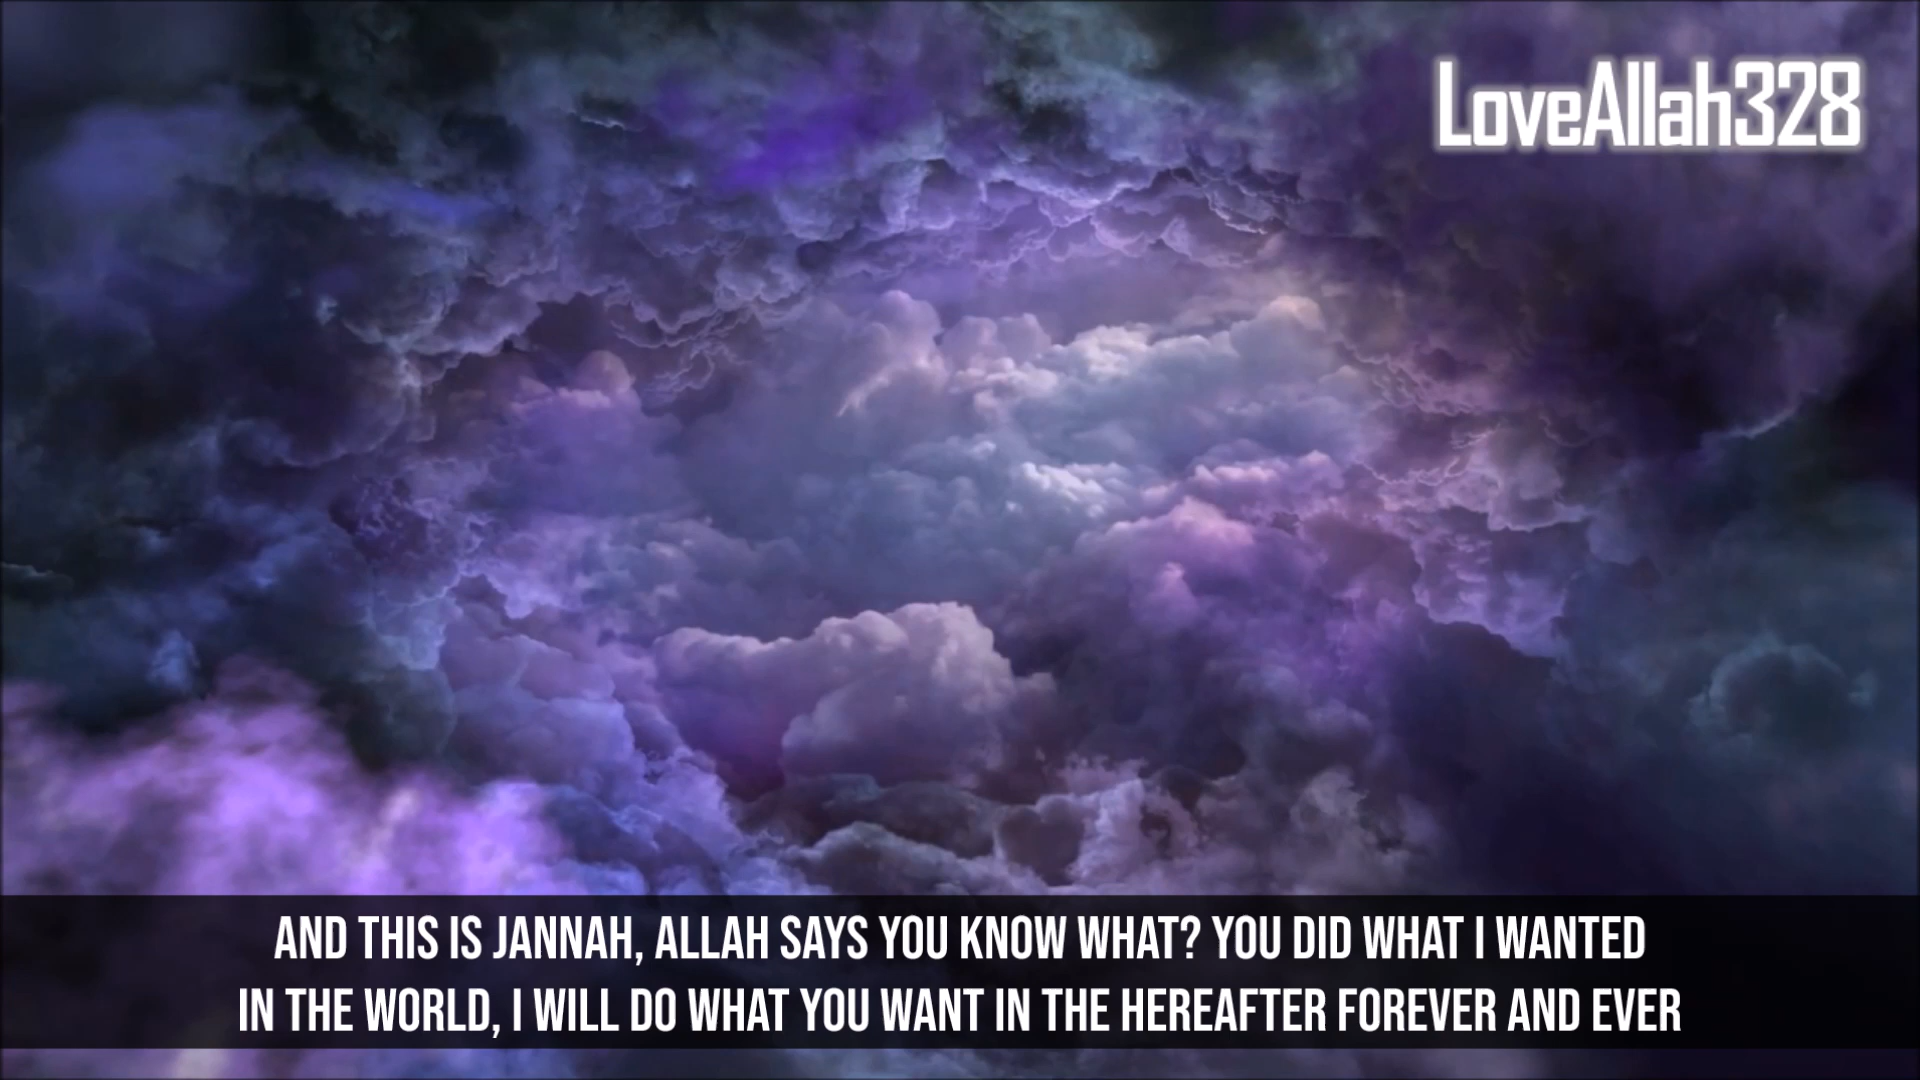 LoveAllah328
AND THIS IS JANNAH, ALLAH SAYS YOU KNOW WHAT? YOU DID WHAT I WANTED
IN THE WORLD, I WILL DO WHAT YOU WANT IN THE HEREAFTER FOREVER AND EVER